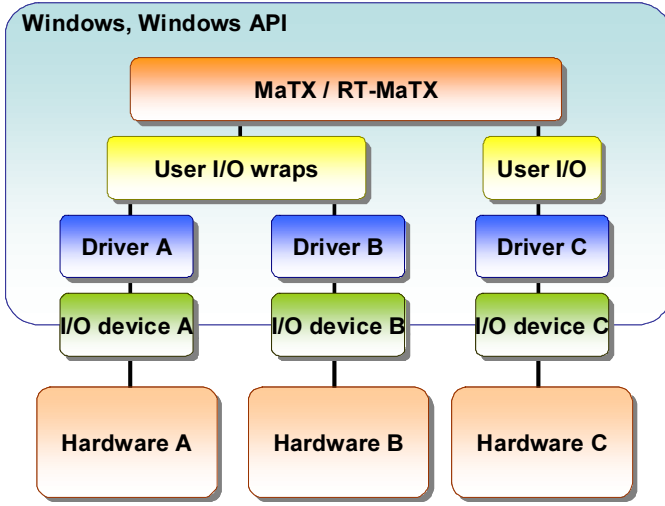 Windows, Windows API
MaTX / RT-MaTX
User I/O wraps
User I/O
Driver A
Driver B
Driver C
I/O device A
I/O device B
I/O device C
Hardware A
Hardware B
Hardware C